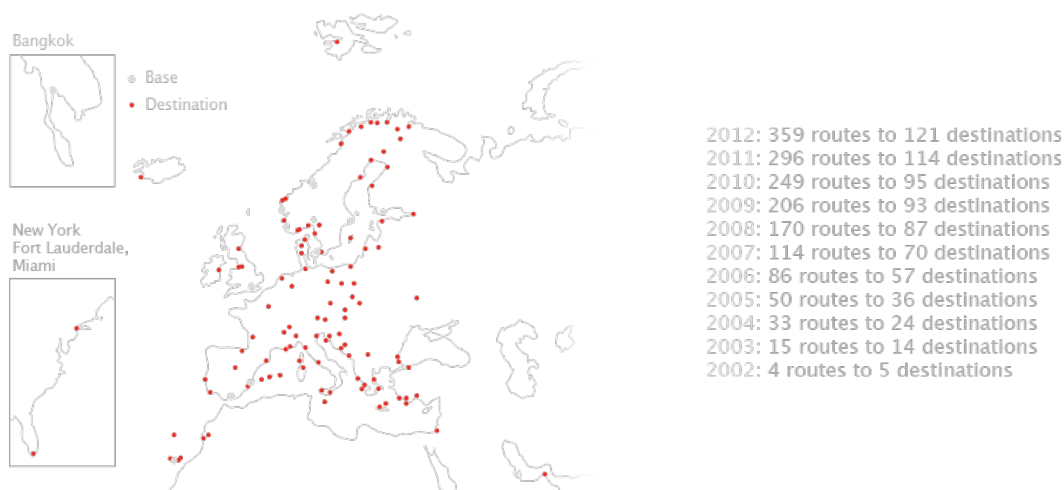 Bangkok
Base
Destination
New York
Fort Lauderdale,
Miami
2012: 359 routes to 121 destinations
2011: 296 routes to 114 destinations
2010: 249 routes to 95 destinations
2009: 206 routes to 93 destinations
2008: 170 routes to 87 destinations
2007: 114 routes to 70 destinations
2006: 86 routes to 57 destinations
2005: 50 routes to 36 destinations
2004: 33 routes to 24 destinations
2003: 15 routes to 14 destinations
2002: 4 routes to 5 destinations